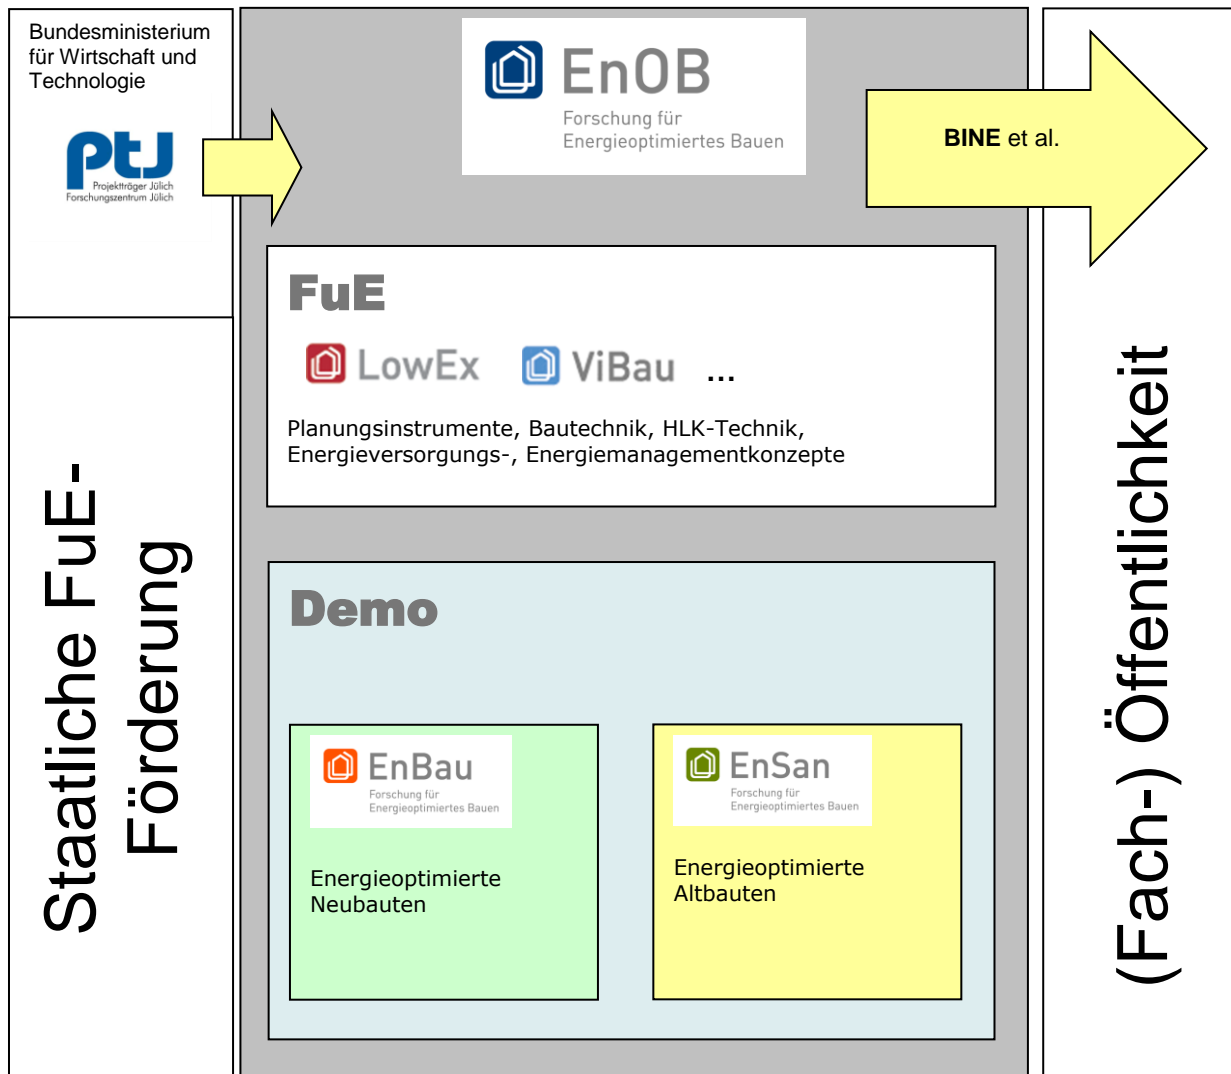 Bundesministerium
für Wirtschaft und
Technologie
ptJ
Projektträger Jülich
Forschungszentrum Jülich
Staatliche FuE-
Förderung
EnOB
Forschung für
Energieoptimiertes Bauen
BINE et al.
FuE
LowEx ViBau ...
Planungsinstrumente, Bautechnik, HLK-Technik,
Energieversorgungs-, Energiemanagementkonzepte
Demo
EnBau
Forschung für
Energieoptimiertes Bauen
Energieoptimierte
Neubauten
EnSan
Forschung für
Energieoptimiertes Bauen
Energieoptimierte
Altbauten
(Fach-) Öffentlichkeit